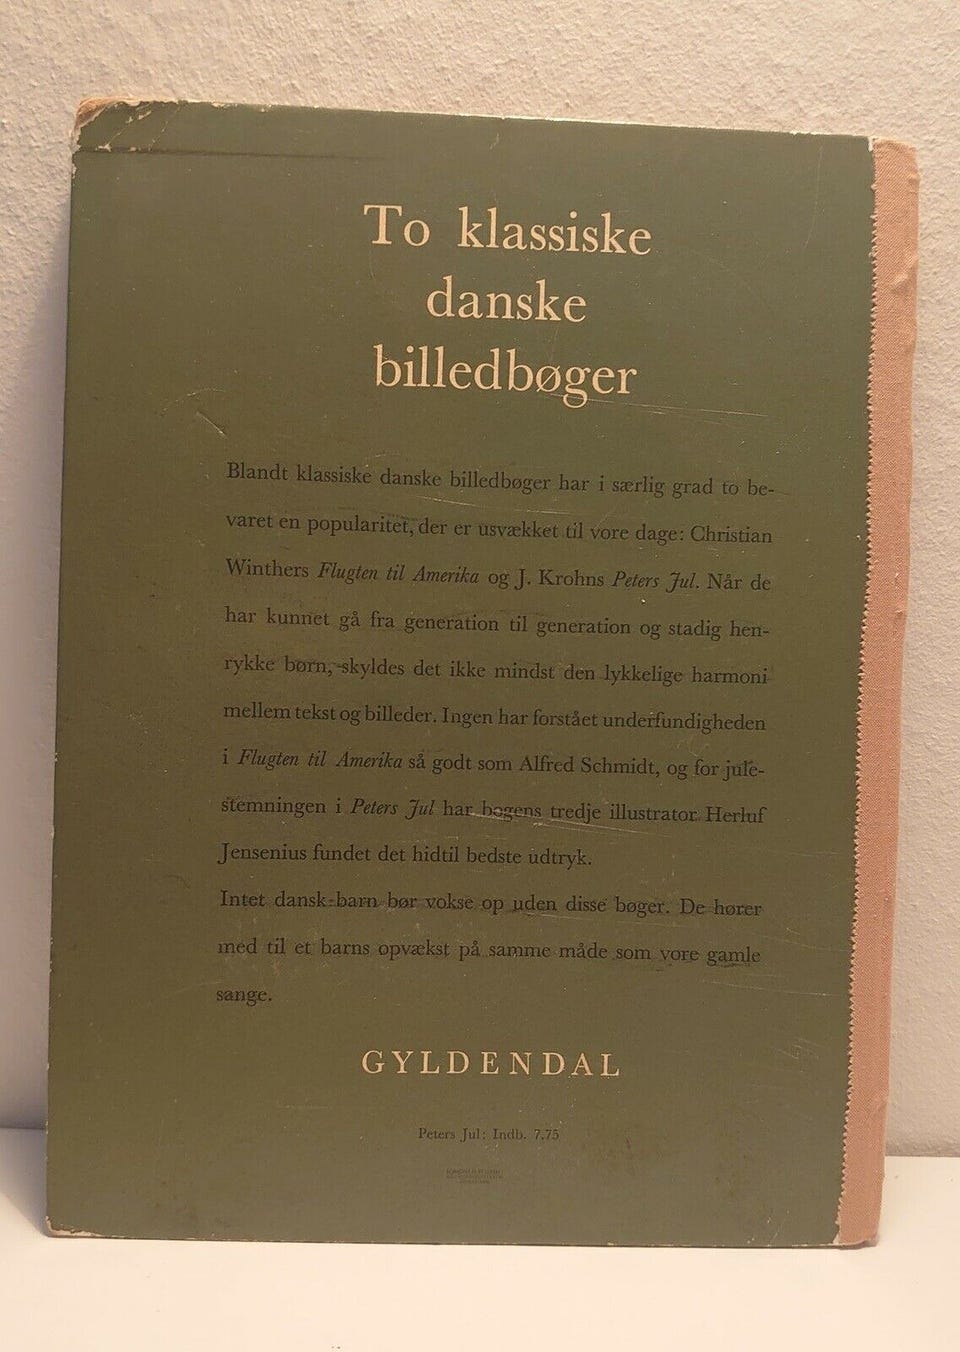 To klassiske
danske
billedbøger
Blandt klassiske danske billedbøger har i særlig grad to be-
varet en popularitet, der er usvækket til vore dage: Christian
Winthers Flugten til Amerika og J. Krohns Peters Jul. Når de
har kunnet gå fra generation til generation og stadig hen-
rykke børn, skyldes det ikke mindst den lykkelige harmoni
mellem tekst og billeder. Ingen har forstået underfundigheden
i Flugten til Amerika så godt som Alfred Schmidt, og for jule-
stemningen i Peters Jul har bogens tredje illustrator Herluf
Jensenius fundet det hidtil bedste udtryk.
Intet dansk barn bør vokse op uden disse bøger. De hører
med til et barns opvækst på samme måde som vore gamle
sange.
GYLDENDAL
Peters Jul: Indb. 7.75